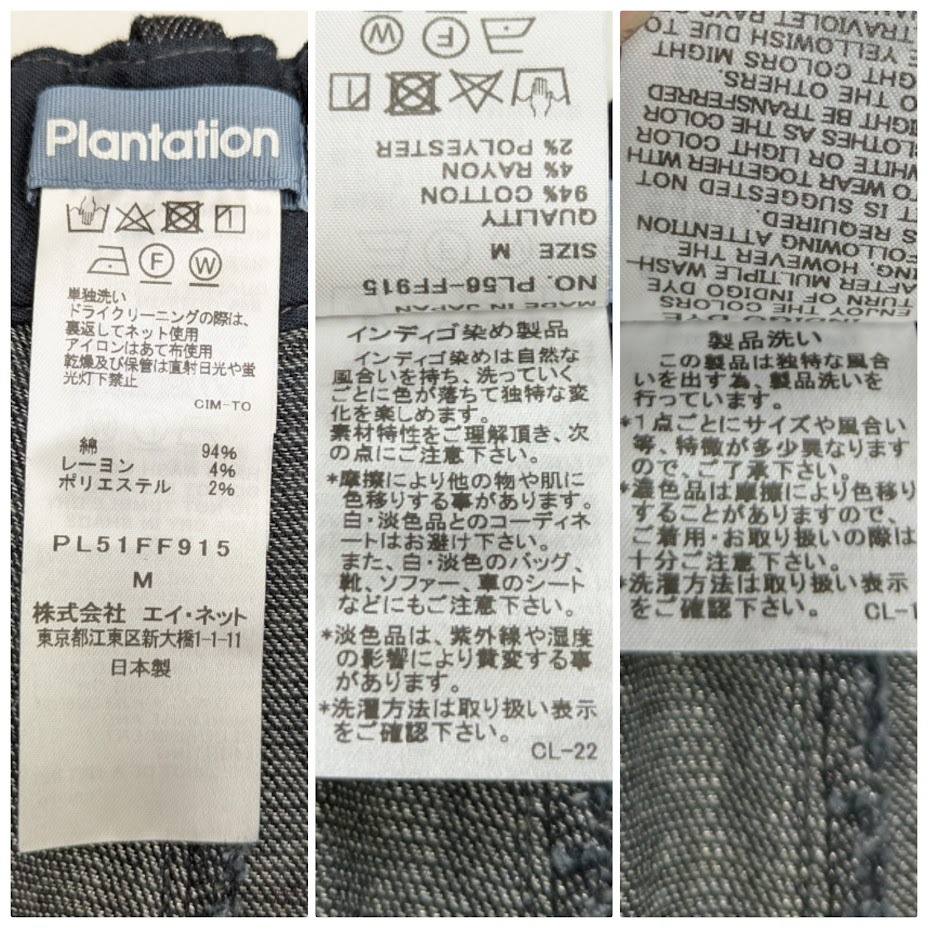 Plantation
F W
単独洗い
ドライクリーニングの際は、
裏返してネット使用
アイロンはあて布使用
乾燥及び保管は直射日光や蛍
光灯下禁止
CIM-TO
綿 94%
レーヨン 4%
ポリエステル 2%
PL51FF915
M
株式会社 エイ・ネット
東京都江東区新大橋1-1-11
日本製
MADE IN JAPAN
NO. PL56-FF915
SIZE M
QUALITY
94% COTTON
4% RAYON
2% POLYESTER
F W
インディゴ染め製品
インディゴ染めは自然な
風合いを持ち、洗っていく
ごとに色が落ちて独特な変
化を楽しめます。
素材特性をご理解頂き、次
の点にご注意下さい。
*摩擦により他の物や肌に
色移りする事があります。
白・淡色品とのコーディネ
ートはお避け下さい。
また、白・淡色のバッグ、
靴、ソファー、車のシート
などにもご注意下さい。
*淡色品は、紫外線や湿度
の影響により黄変する事
があります。
*洗濯方法は取り扱い表示
をご確認下さい。
CL-22
ENJOY THE COLORS
TURN OF INDIGO DYE
AFTER MULTIPLE WASH-
ING, HOWEVER THE
FOLLOWING ATTENTION
IS REQUIRED.
IT IS SUGGESTED NOT
TO WEAR TOGETHER WITH
WHITE OR LIGHT COLOR
CLOTHES AS THE COLOR
MIGHT BE TRANSFERRED
TO THE OTHERS.
LIGHT COLORS MIGHT
BE YELLOWISH DUE TO
ULTRAVIOLET RAYS OR
製品洗い
この製品は独特な風合
いを出す為、製品洗いを
行っています。
*1点ごとにサイズや風合い
等、特徴が多少異なります
ので、ご了承下さい。
*濃色品は摩擦により色移り
することがありますので、
ご着用・お取り扱いの際は
十分ご注意下さい。
*洗濯方法は取り扱い表示
をご確認下さい。
CL-1